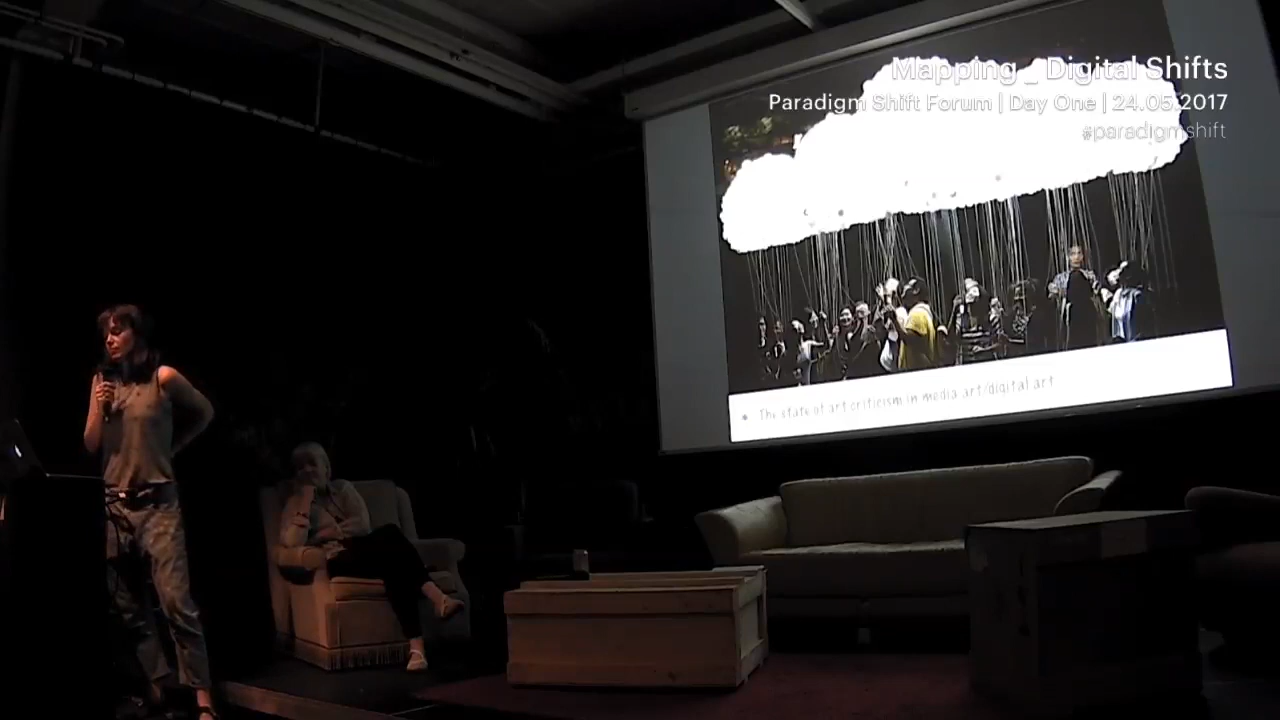 Mapping _ Digital Shifts
Paradigm Shift Forum | Day One | 24.05.2017
#paradigmshift
• The state of art criticism in media art/digital art